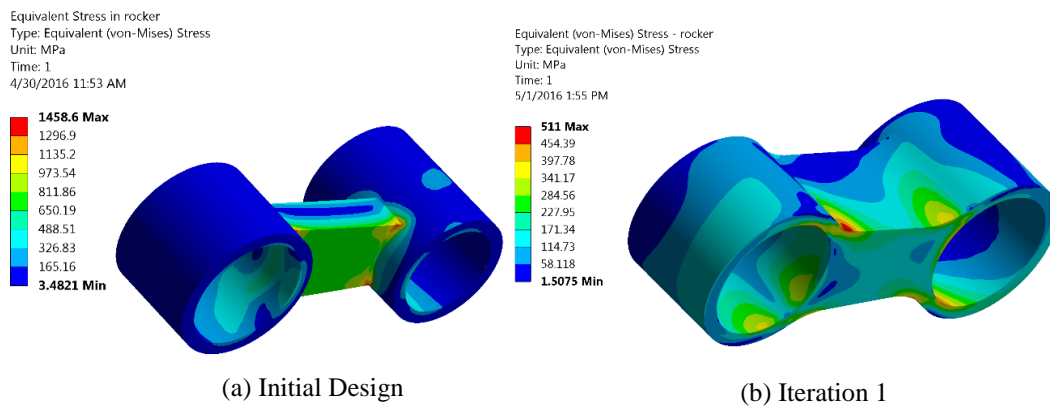 Equivalent Stress in rocker
Type: Equivalent (von-Mises) Stress
Unit: MPa
Time: 1
4/30/2016 11:53 AM
1458.6 Max
1296.9
1135.2
973.54
811.86
650.19
488.51
326.83
165.16
3.4821 Min
(a) Initial Design
Equivalent (von-Mises) Stress - rocker
Type: Equivalent (von-Mises) Stress
Unit: MPa
Time: 1
5/1/2016 1:55 PM
511 Max
454.39
397.78
341.17
284.56
227.95
171.34
114.73
58.118
1.5075 Min
(b) Iteration 1